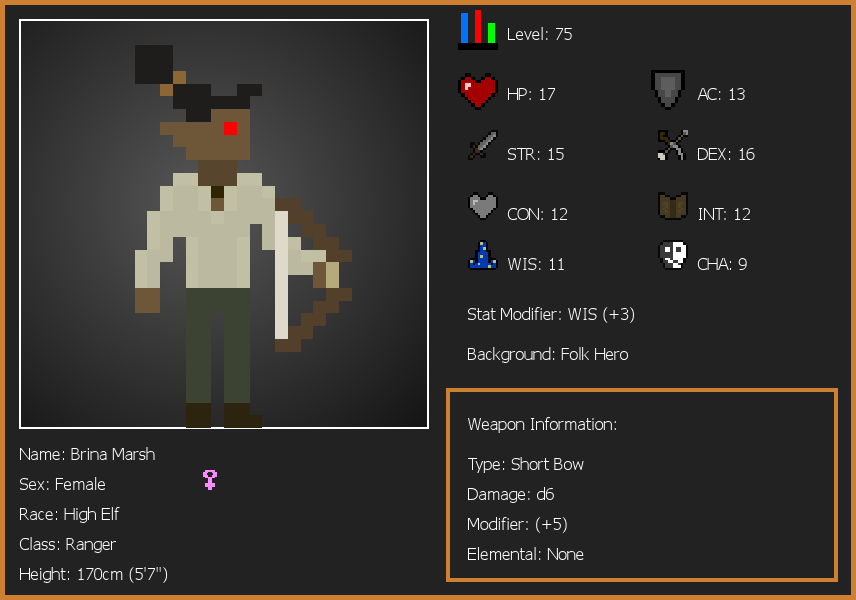 Level: 75
HP: 17
AC: 13
STR: 15
DEX: 16
CON: 12
INT: 12
WIS: 11
CHA: 9
Stat Modifier: WIS (+3)
Background: Folk Hero
Weapon Information:
Type: Short Bow
Damage: d6
Modifier: (+5)
Elemental: None
Name: Brina Marsh
Sex: Female
Race: High Elf
Class: Ranger
Height: 170cm (5'7")